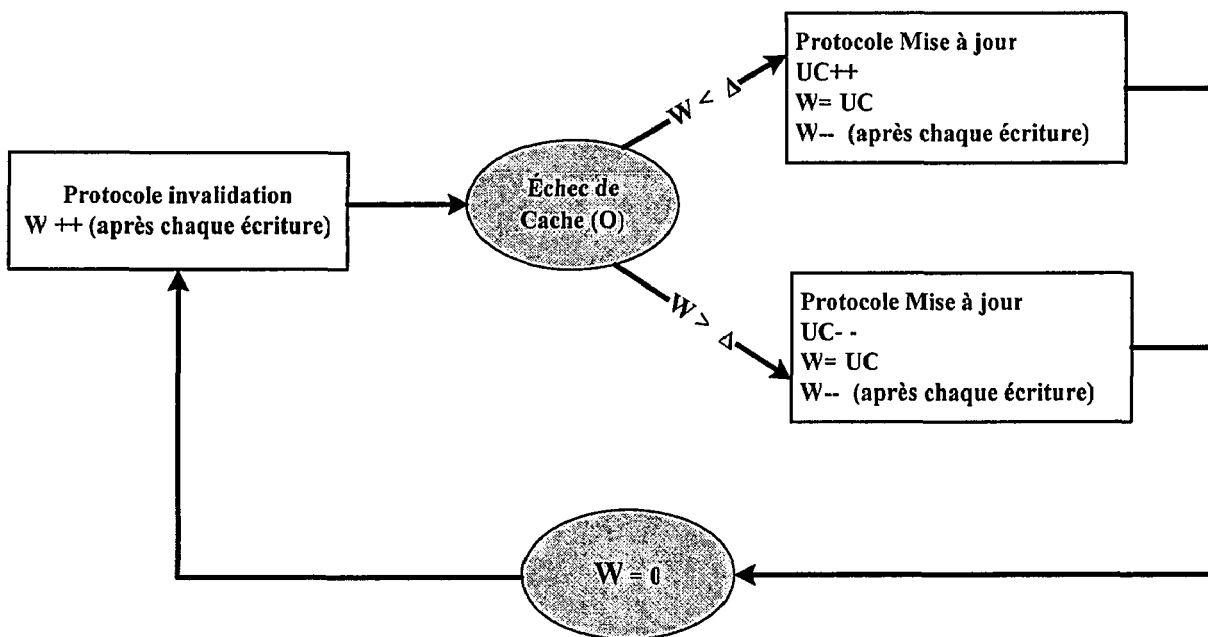 Protocole Mise à jour
UC++
W= UC
W-- (après chaque écriture)
W < Δ
Protocole invalidation
W ++ (après chaque écriture)
Échec de
Cache (O)
W > Δ
Protocole Mise à jour
UC- -
W= UC
W-- (après chaque écriture)
W = 0